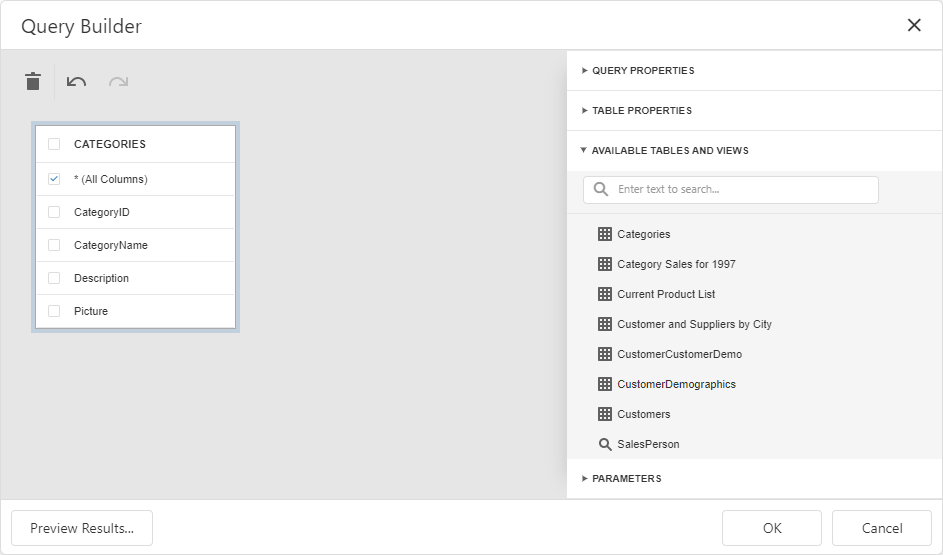 Query Builder
CATEGORIES
* (All Columns)
CategoryID
CategoryName
Description
Picture
QUERY PROPERTIES
TABLE PROPERTIES
AVAILABLE TABLES AND VIEWS
Enter text to search...
Categories
Category Sales for 1997
Current Product List
Customer and Suppliers by City
CustomerCustomerDemo
CustomerDemographics
Customers
SalesPerson
PARAMETERS
Preview Results...
OK
Cancel